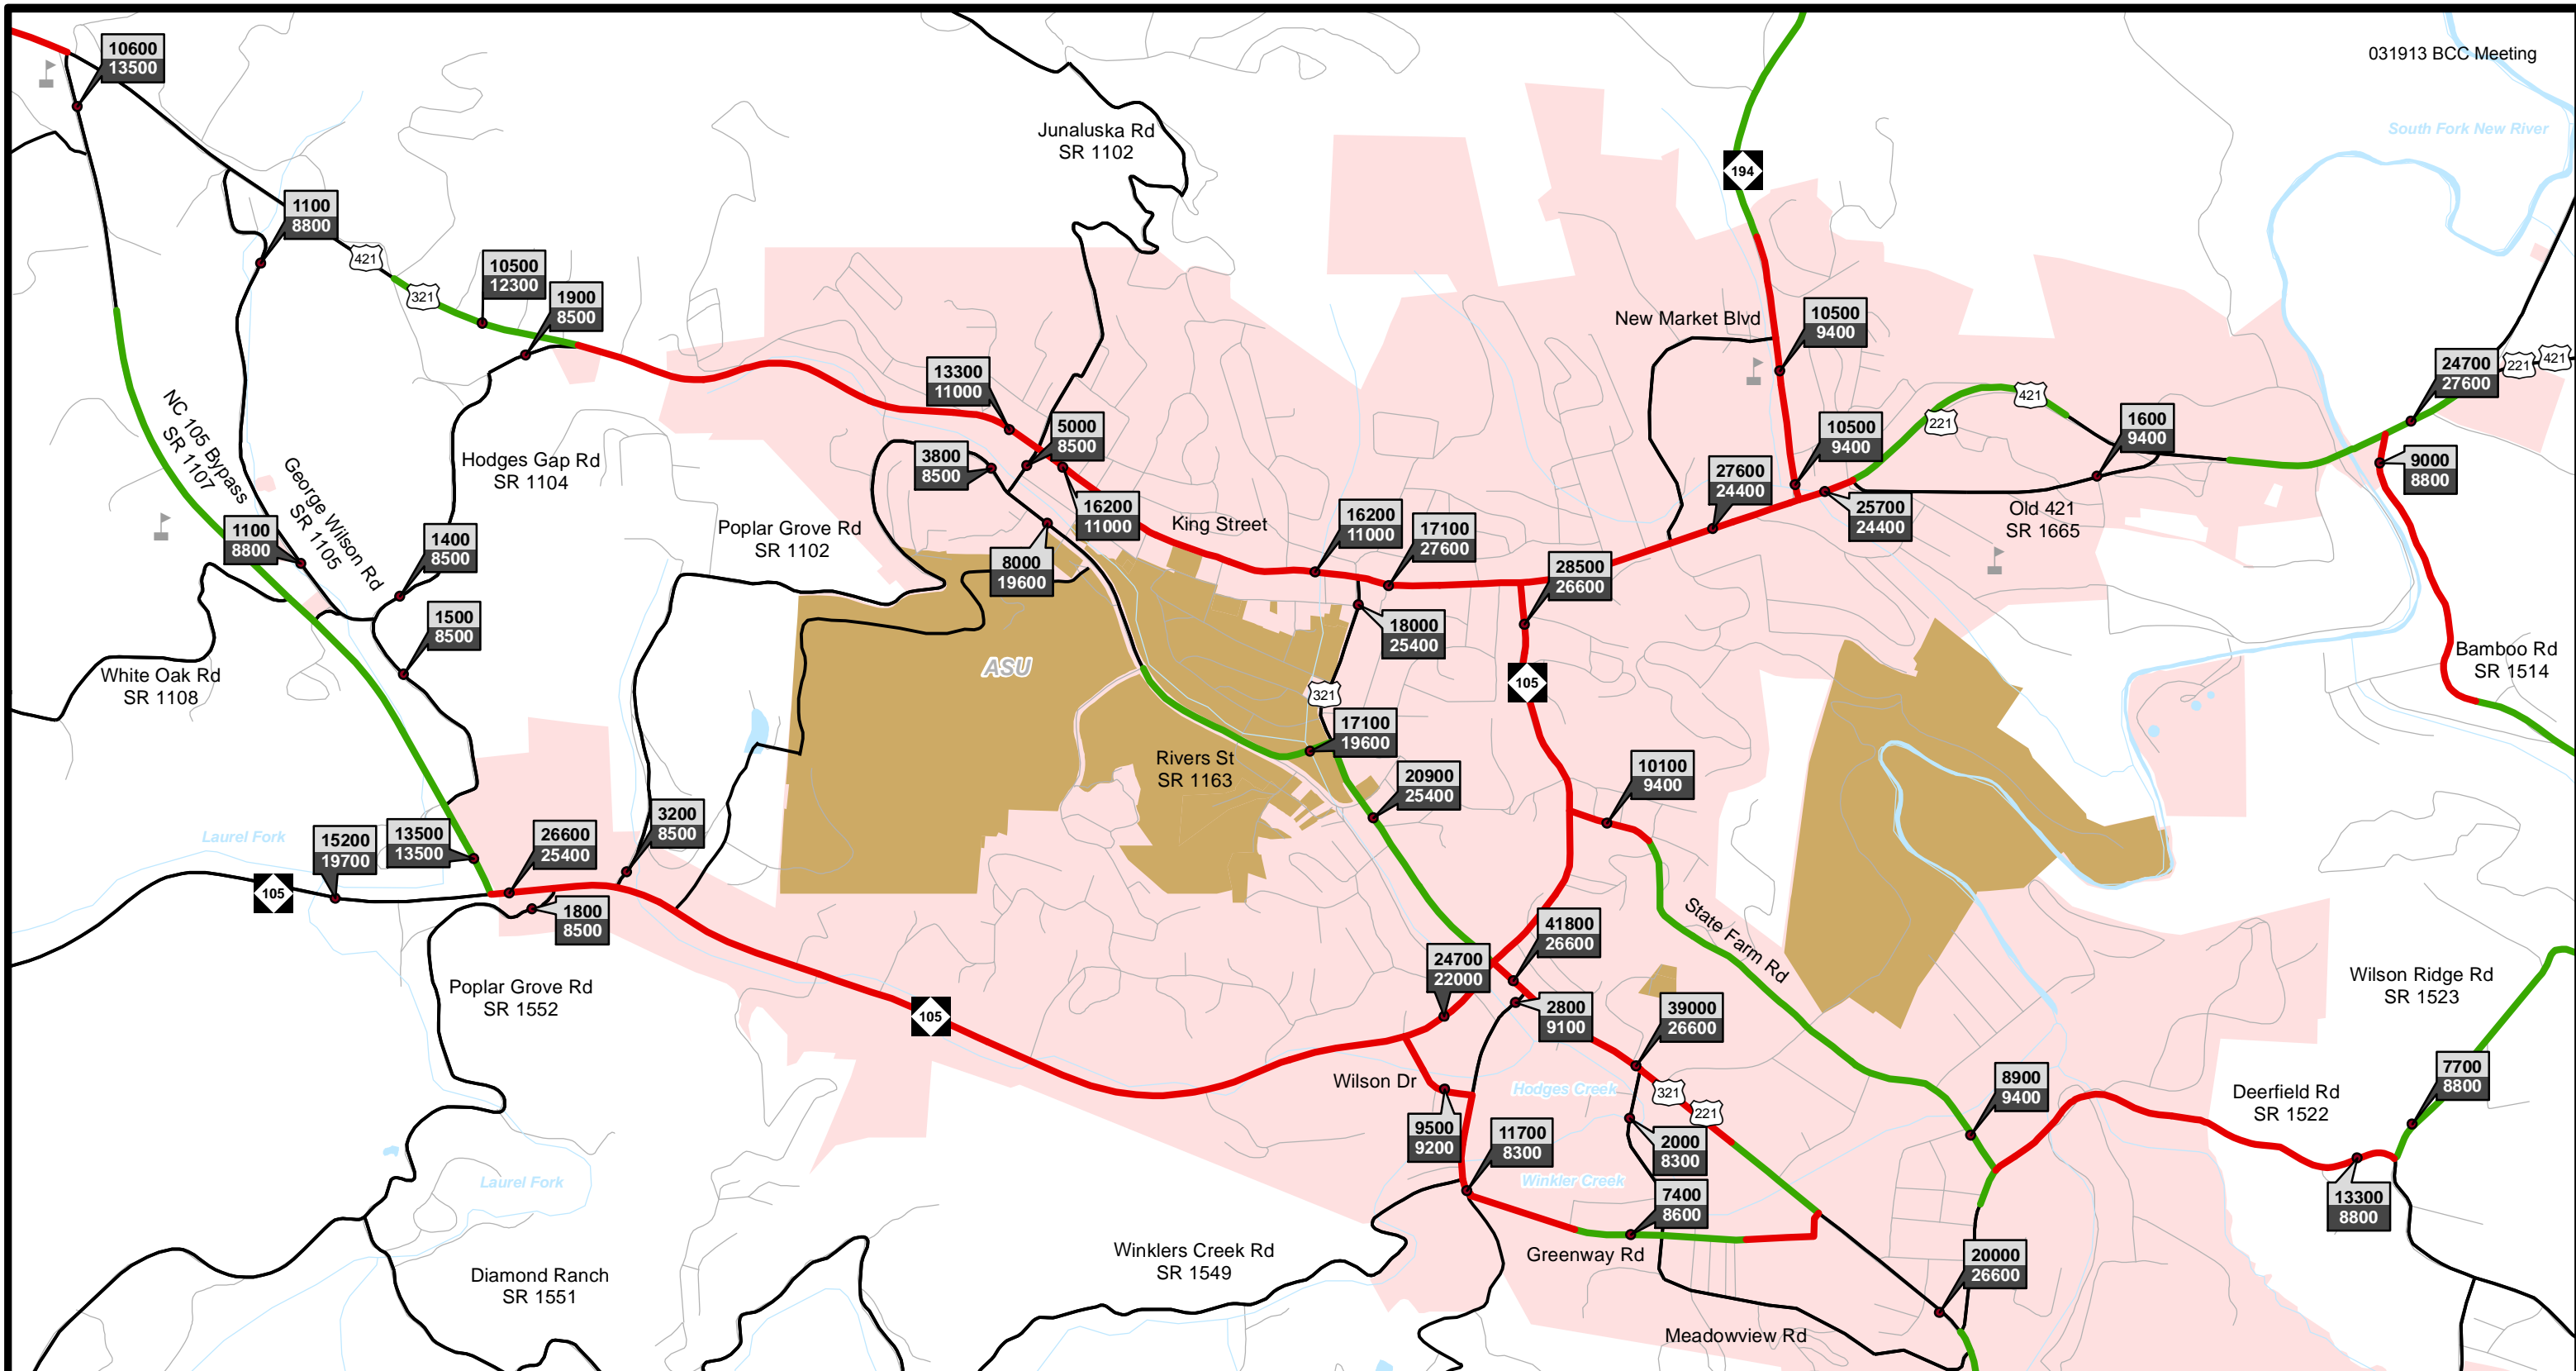 031913 BCC Meeting
10600
13500
South Fork New River
Junaluska Rd
SR 1102
194
1100
8800
421
10500
12300
321
1900
8500
New Market Blvd
10500
9400
24700
27600
221
421
13300
11000
421
221
1600
9400
NC 105 Bypass
SR 1107
George Wilson Rd
SR 1105
Hodges Gap Rd
SR 1104
3800
8500
5000
8500
10500
9400
27600
24400
9000
8800
25700
24400
Old 421
SR 1665
Poplar Grove Rd
SR 1102
16200
11000
King Street
16200
11000
17100
27600
1100
8800
1400
8500
8000
19600
28500
26600
1500
8500
18000
25400
White Oak Rd
SR 1108
ASU
321
105
Bamboo Rd
SR 1514
17100
19600
Rivers St
SR 1163
20900
25400
10100
9400
Laurel Fork
15200
19700
13500
13500
26600
25400
3200
8500
105
1800
8500
41800
26600
State Farm Rd
24700
22000
Poplar Grove Rd
SR 1552
105
2800
9100
39000
26600
Wilson Ridge Rd
SR 1523
Wilson Dr
Hodges Creek
321
221
8900
9400
Deerfield Rd
SR 1522
7700
8800
9500
9200
11700
8300
2000
8300
Laurel Fork
Winkler Creek
7400
8600
13300
8800
Greenway Rd
Winklers Creek Rd
SR 1549
Diamond Ranch
SR 1551
20000
26600
Meadowview Rd